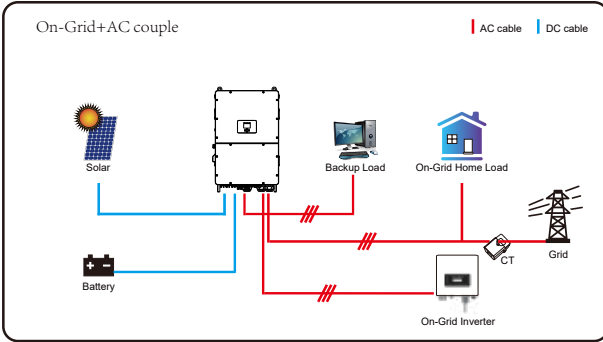 On-Grid+AC couple
AC cable
DC cable
Solar
Backup Load
On-Grid Home Load
CT
Grid
Battery
On-Grid Inverter